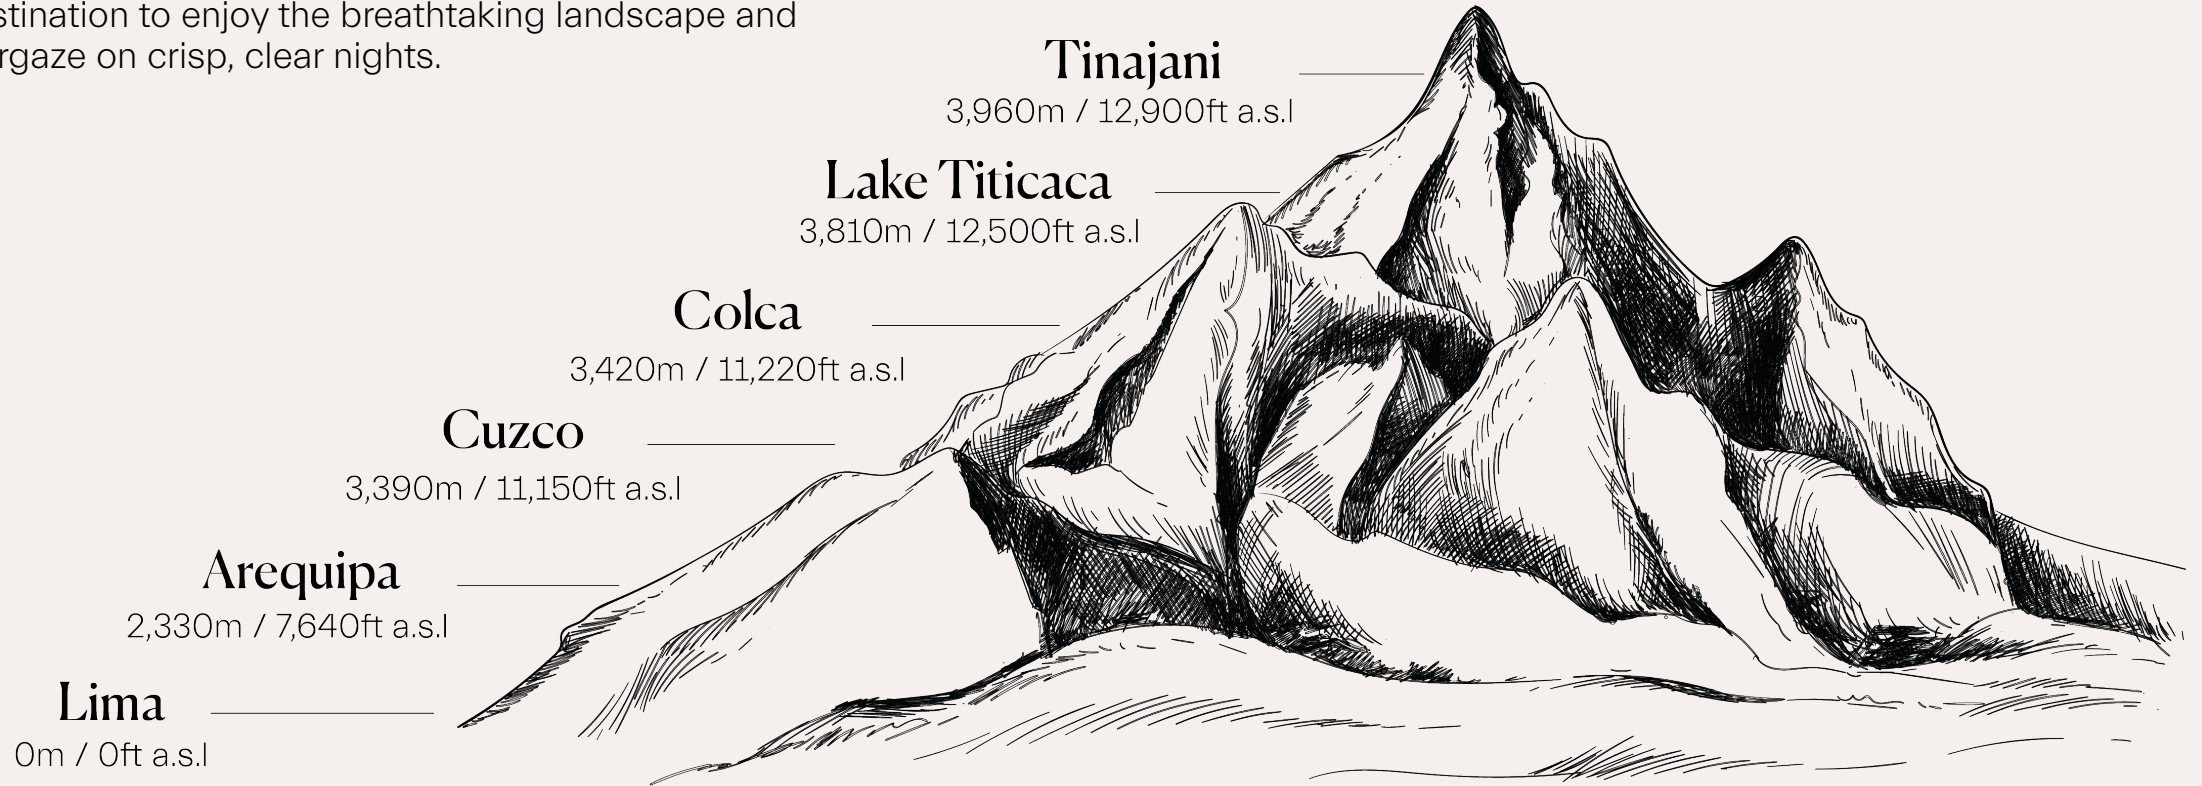 stination to enjoy the breathtaking landscape and
rgaze on crisp, clear nights.
Tinajani
3,960m / 12,900ft a.s.l
Lake Titicaca
3,810m / 12,500ft a.s.l
Colca
3,420m / 11,220ft a.s.l
Cuzco
3,390m / 11,150ft a.s.l
Arequipa
2,330m / 7,640ft a.s.l
Lima
0m / 0ft a.s.l